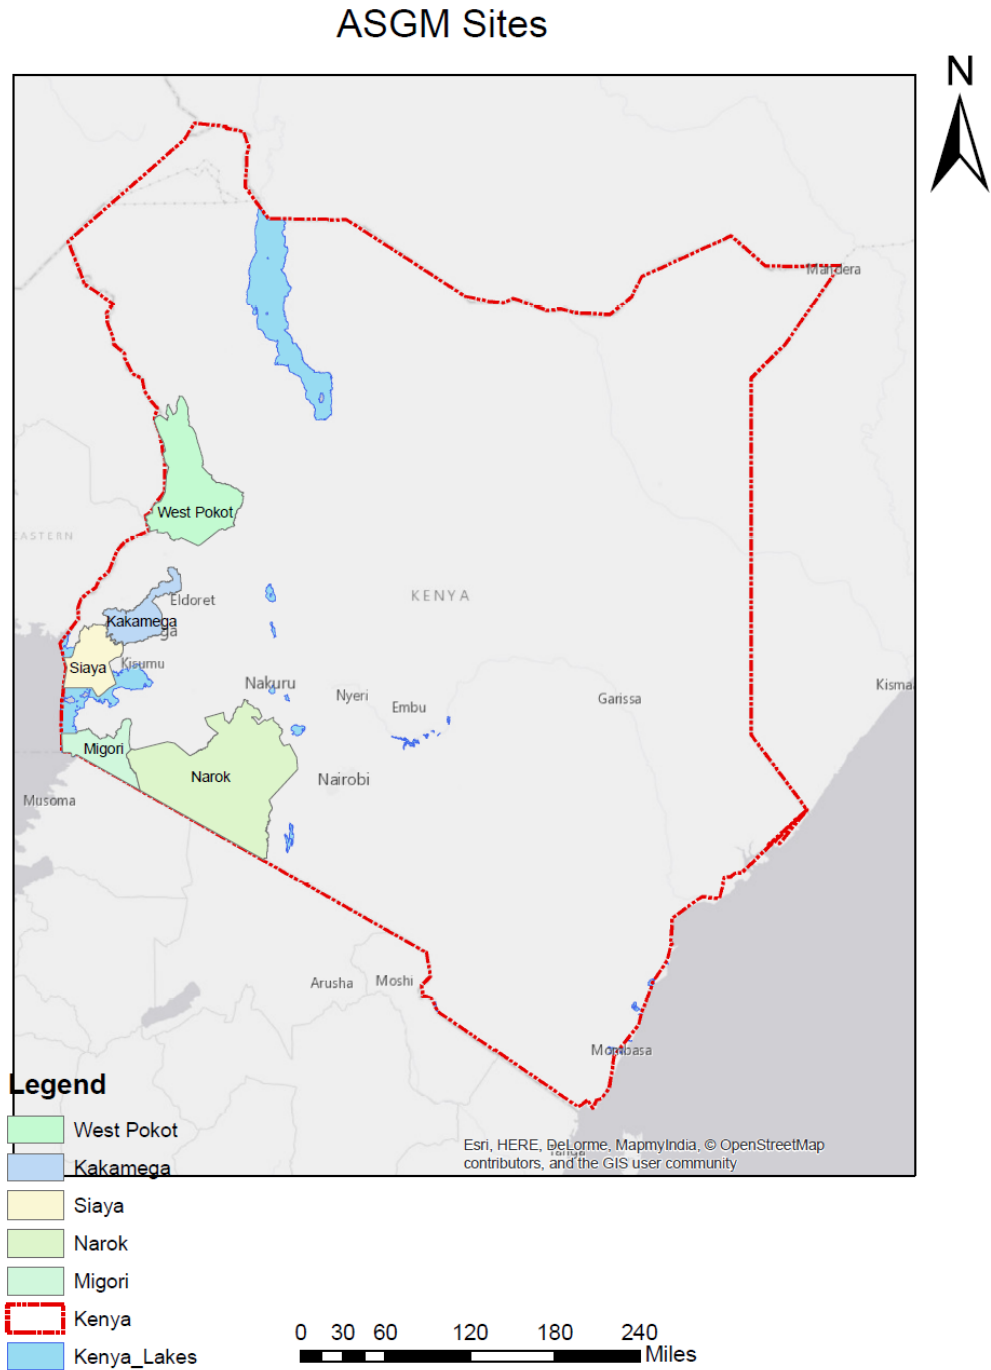 ASGM Sites
N
Mandera
West Pokot
EASTERN
KENYA
Eldoret
Kakamega
ga
Siaya
Kisumu
Nakuru
Nyeri
Embu
Garissa
Kisma
Migori
Narok
Nairobi
Musoma
Arusha
Moshi
Mombasa
Esri, HERE, DeLorme, MapmyIndia, © OpenStreetMap
contributors, and the GIS user community
Tanga
Legend
West Pokot
Kakamega
Siaya
Narok
Migori
Kenya
Kenya_Lakes
0 30 60 120 180 240
Miles